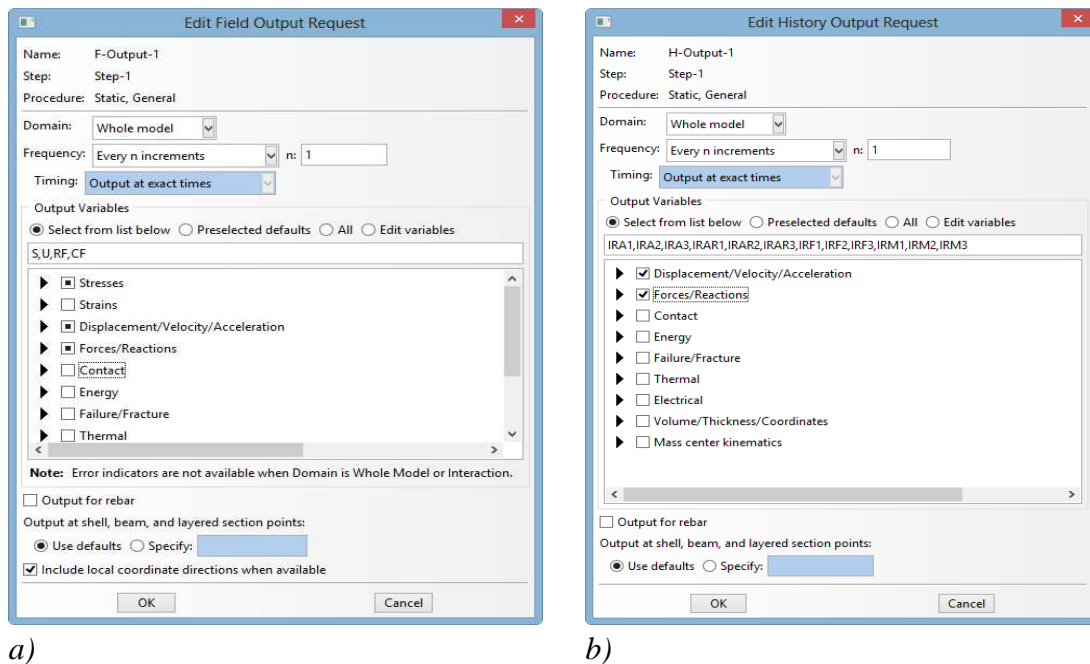 Edit Field Output Request
Name: F-Output-1
Step: Step-1
Procedure: Static, General
Domain: Whole model
Frequency: Every n increments n: 1
Timing: Output at exact times
Output Variables
Select from list below Preselected defaults All Edit variables
S,U,RF,CF
Stresses
Strains
Displacement/Velocity/Acceleration
Forces/Reactions
Contact
Energy
Failure/Fracture
Thermal
Note: Error indicators are not available when Domain is Whole Model or Interaction.
Output for rebar
Output at shell, beam, and layered section points:
Use defaults Specify:
Include local coordinate directions when available
OK Cancel
a)
Edit History Output Request
Name: H-Output-1
Step: Step-1
Procedure: Static, General
Domain: Whole model
Frequency: Every n increments n: 1
Timing: Output at exact times
Output Variables
Select from list below Preselected defaults All Edit variables
IRA1,IRA2,IRA3,IRAR1,IRAR2,IRAR3,IRF1,IRF2,IRF3,IRM1,IRM2,IRM3
Displacement/Velocity/Acceleration
Forces/Reactions
Contact
Energy
Failure/Fracture
Thermal
Electrical
Volume/Thickness/Coordinates
Mass center kinematics
Output for rebar
Output at shell, beam, and layered section points:
Use defaults Specify:
OK Cancel
b)